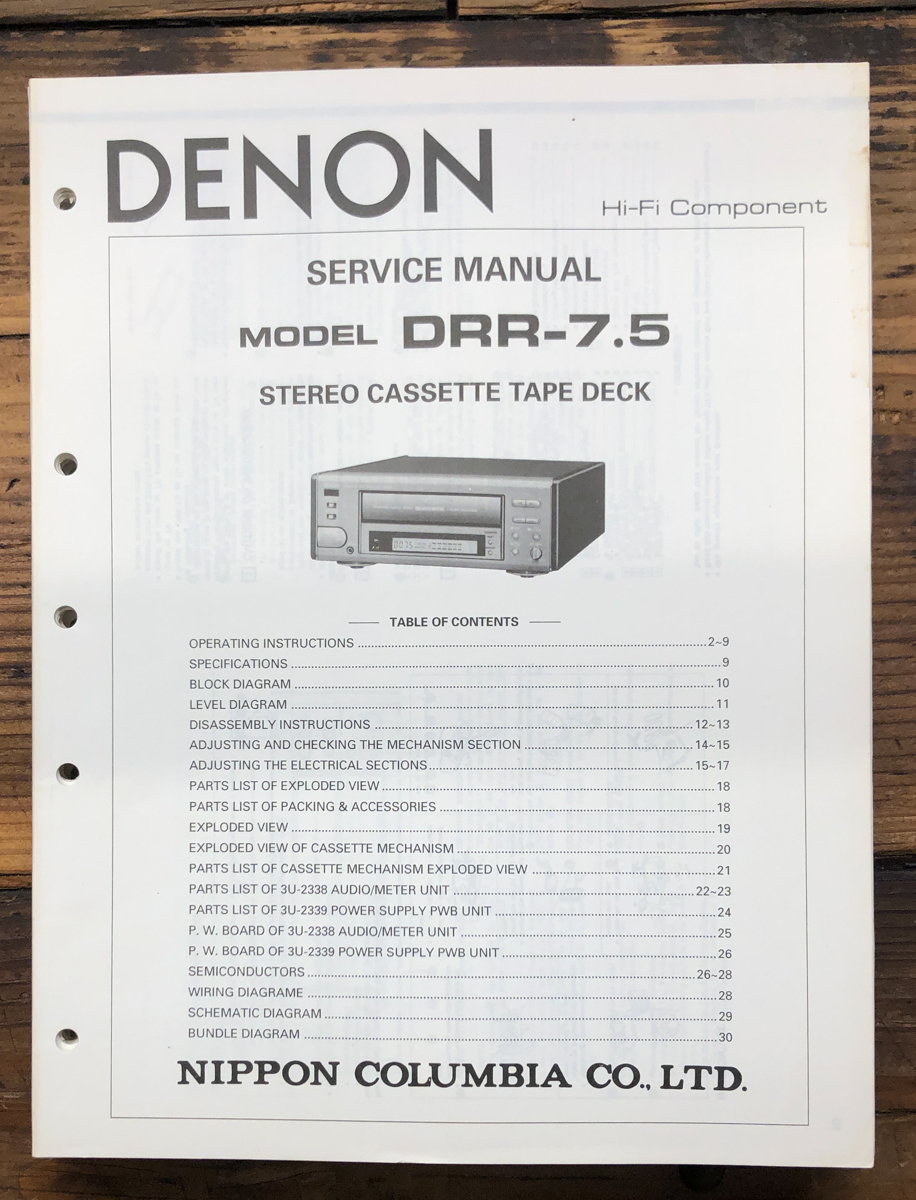 DENON
Hi-Fi Component
SERVICE MANUAL
MODEL DRR-7.5
STEREO CASSETTE TAPE DECK
TABLE OF CONTENTS
OPERATING INSTRUCTIONS ........ 2~9
SPECIFICATIONS ........ 9
BLOCK DIAGRAM ........ 10
LEVEL DIAGRAM ........ 11
DISASSEMBLY INSTRUCTIONS ........ 12~13
ADJUSTING AND CHECKING THE MECHANISM SECTION ........ 14~15
ADJUSTING THE ELECTRICAL SECTIONS ........ 15~17
PARTS LIST OF EXPLODED VIEW ........ 18
PARTS LIST OF PACKING & ACCESSORIES ........ 18
EXPLODED VIEW ........ 19
EXPLODED VIEW OF CASSETTE MECHANISM ........ 20
PARTS LIST OF CASSETTE MECHANISM EXPLODED VIEW ........ 21
PARTS LIST OF 3U-2338 AUDIO/METER UNIT ........ 22~23
PARTS LIST OF 3U-2339 POWER SUPPLY PWB UNIT ........ 24
P. W. BOARD OF 3U-2338 AUDIO/METER UNIT ........ 25
P. W. BOARD OF 3U-2339 POWER SUPPLY PWB UNIT ........ 26
SEMICONDUCTORS ........ 26~28
WIRING DIAGRAME ........ 28
SCHEMATIC DIAGRAM ........ 29
BUNDLE DIAGRAM ........ 30
NIPPON COLUMBIA CO., LTD.